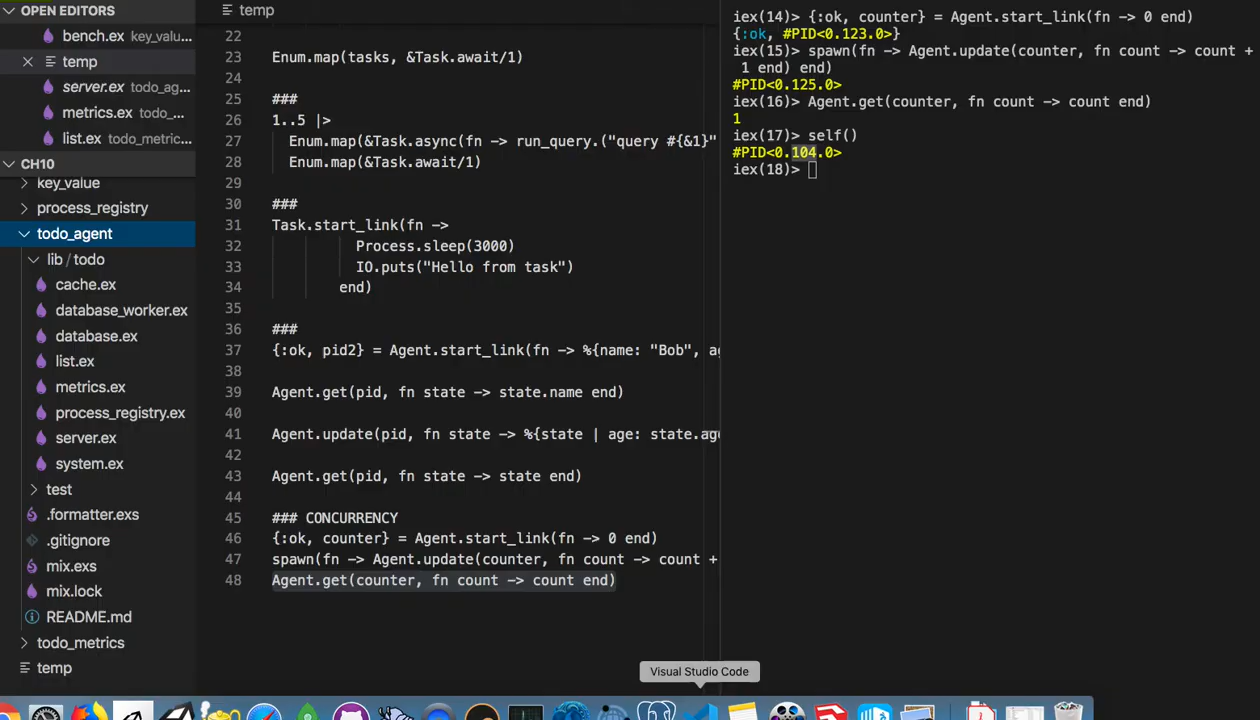 OPEN EDITORS
bench.ex key_valu...
temp
server.ex todo_ag...
metrics.ex todo_...
list.ex todo_metric...
CH10
key_value
process_registry
todo_agent
lib / todo
cache.ex
database_worker.ex
database.ex
list.ex
metrics.ex
process_registry.ex
server.ex
system.ex
test
.formatter.exs
.gitignore
mix.exs
mix.lock
README.md
todo_metrics
temp
temp
22
23 Enum.map(tasks, &Task.await/1)
24
25 ###
26 1..5 |>
27 Enum.map(&Task.async(fn -> run_query.("query #{&1}"
28 Enum.map(&Task.await/1)
29
30 ###
31 Task.start_link(fn ->
32 Process.sleep(3000)
33 IO.puts("Hello from task")
34 end)
35
36 ###
37 {:ok, pid2} = Agent.start_link(fn -> %{name: "Bob", ag
38
39 Agent.get(pid, fn state -> state.name end)
40
41 Agent.update(pid, fn state -> %{state | age: state.age
42
43 Agent.get(pid, fn state -> state end)
44
45 ### CONCURRENCY
46 {:ok, counter} = Agent.start_link(fn -> 0 end)
47 spawn(fn -> Agent.update(counter, fn count -> count +
48 Agent.get(counter, fn count -> count end)
iex(14)> {:ok, counter} = Agent.start_link(fn -> 0 end)
{:ok, #PID<0.123.0>}
iex(15)> spawn(fn -> Agent.update(counter, fn count -> count +
1 end) end)
#PID<0.125.0>
iex(16)> Agent.get(counter, fn count -> count end)
1
iex(17)> self()
#PID<0.104.0>
iex(18)>
Visual Studio Code